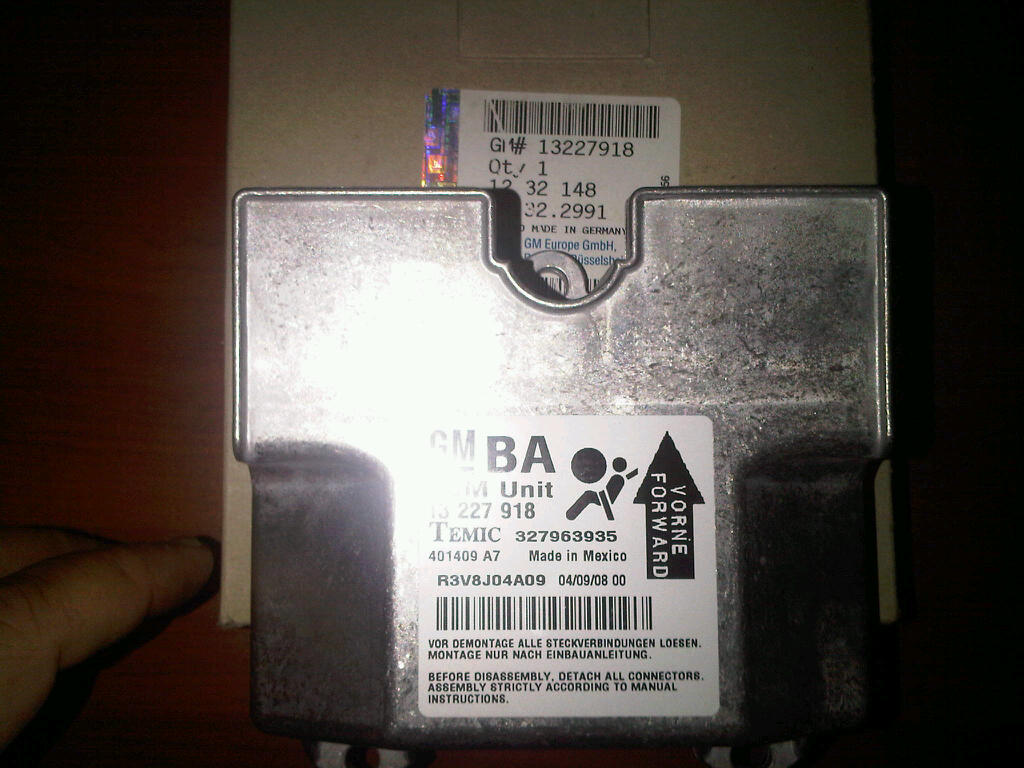 GM# 13227918
Qty 1
12 32 148
32.2991
MADE IN GERMANY
GM Europe GmbH,
56
GM BA
Unit
13 227 918
TEMIC 327963935
401409 A7 Made in Mexico
R3V8J04A09 04/09/08 00
VORNE
FORWARD
VOR DEMONTAGE ALLE STECKVERBINDUNGEN LOESEN.
MONTAGE NUR NACH EINBAUANLEITUNG.
BEFORE DISASSEMBLY, DETACH ALL CONNECTORS.
ASSEMBLY STRICTLY ACCORDING TO MANUAL
INSTRUCTIONS.